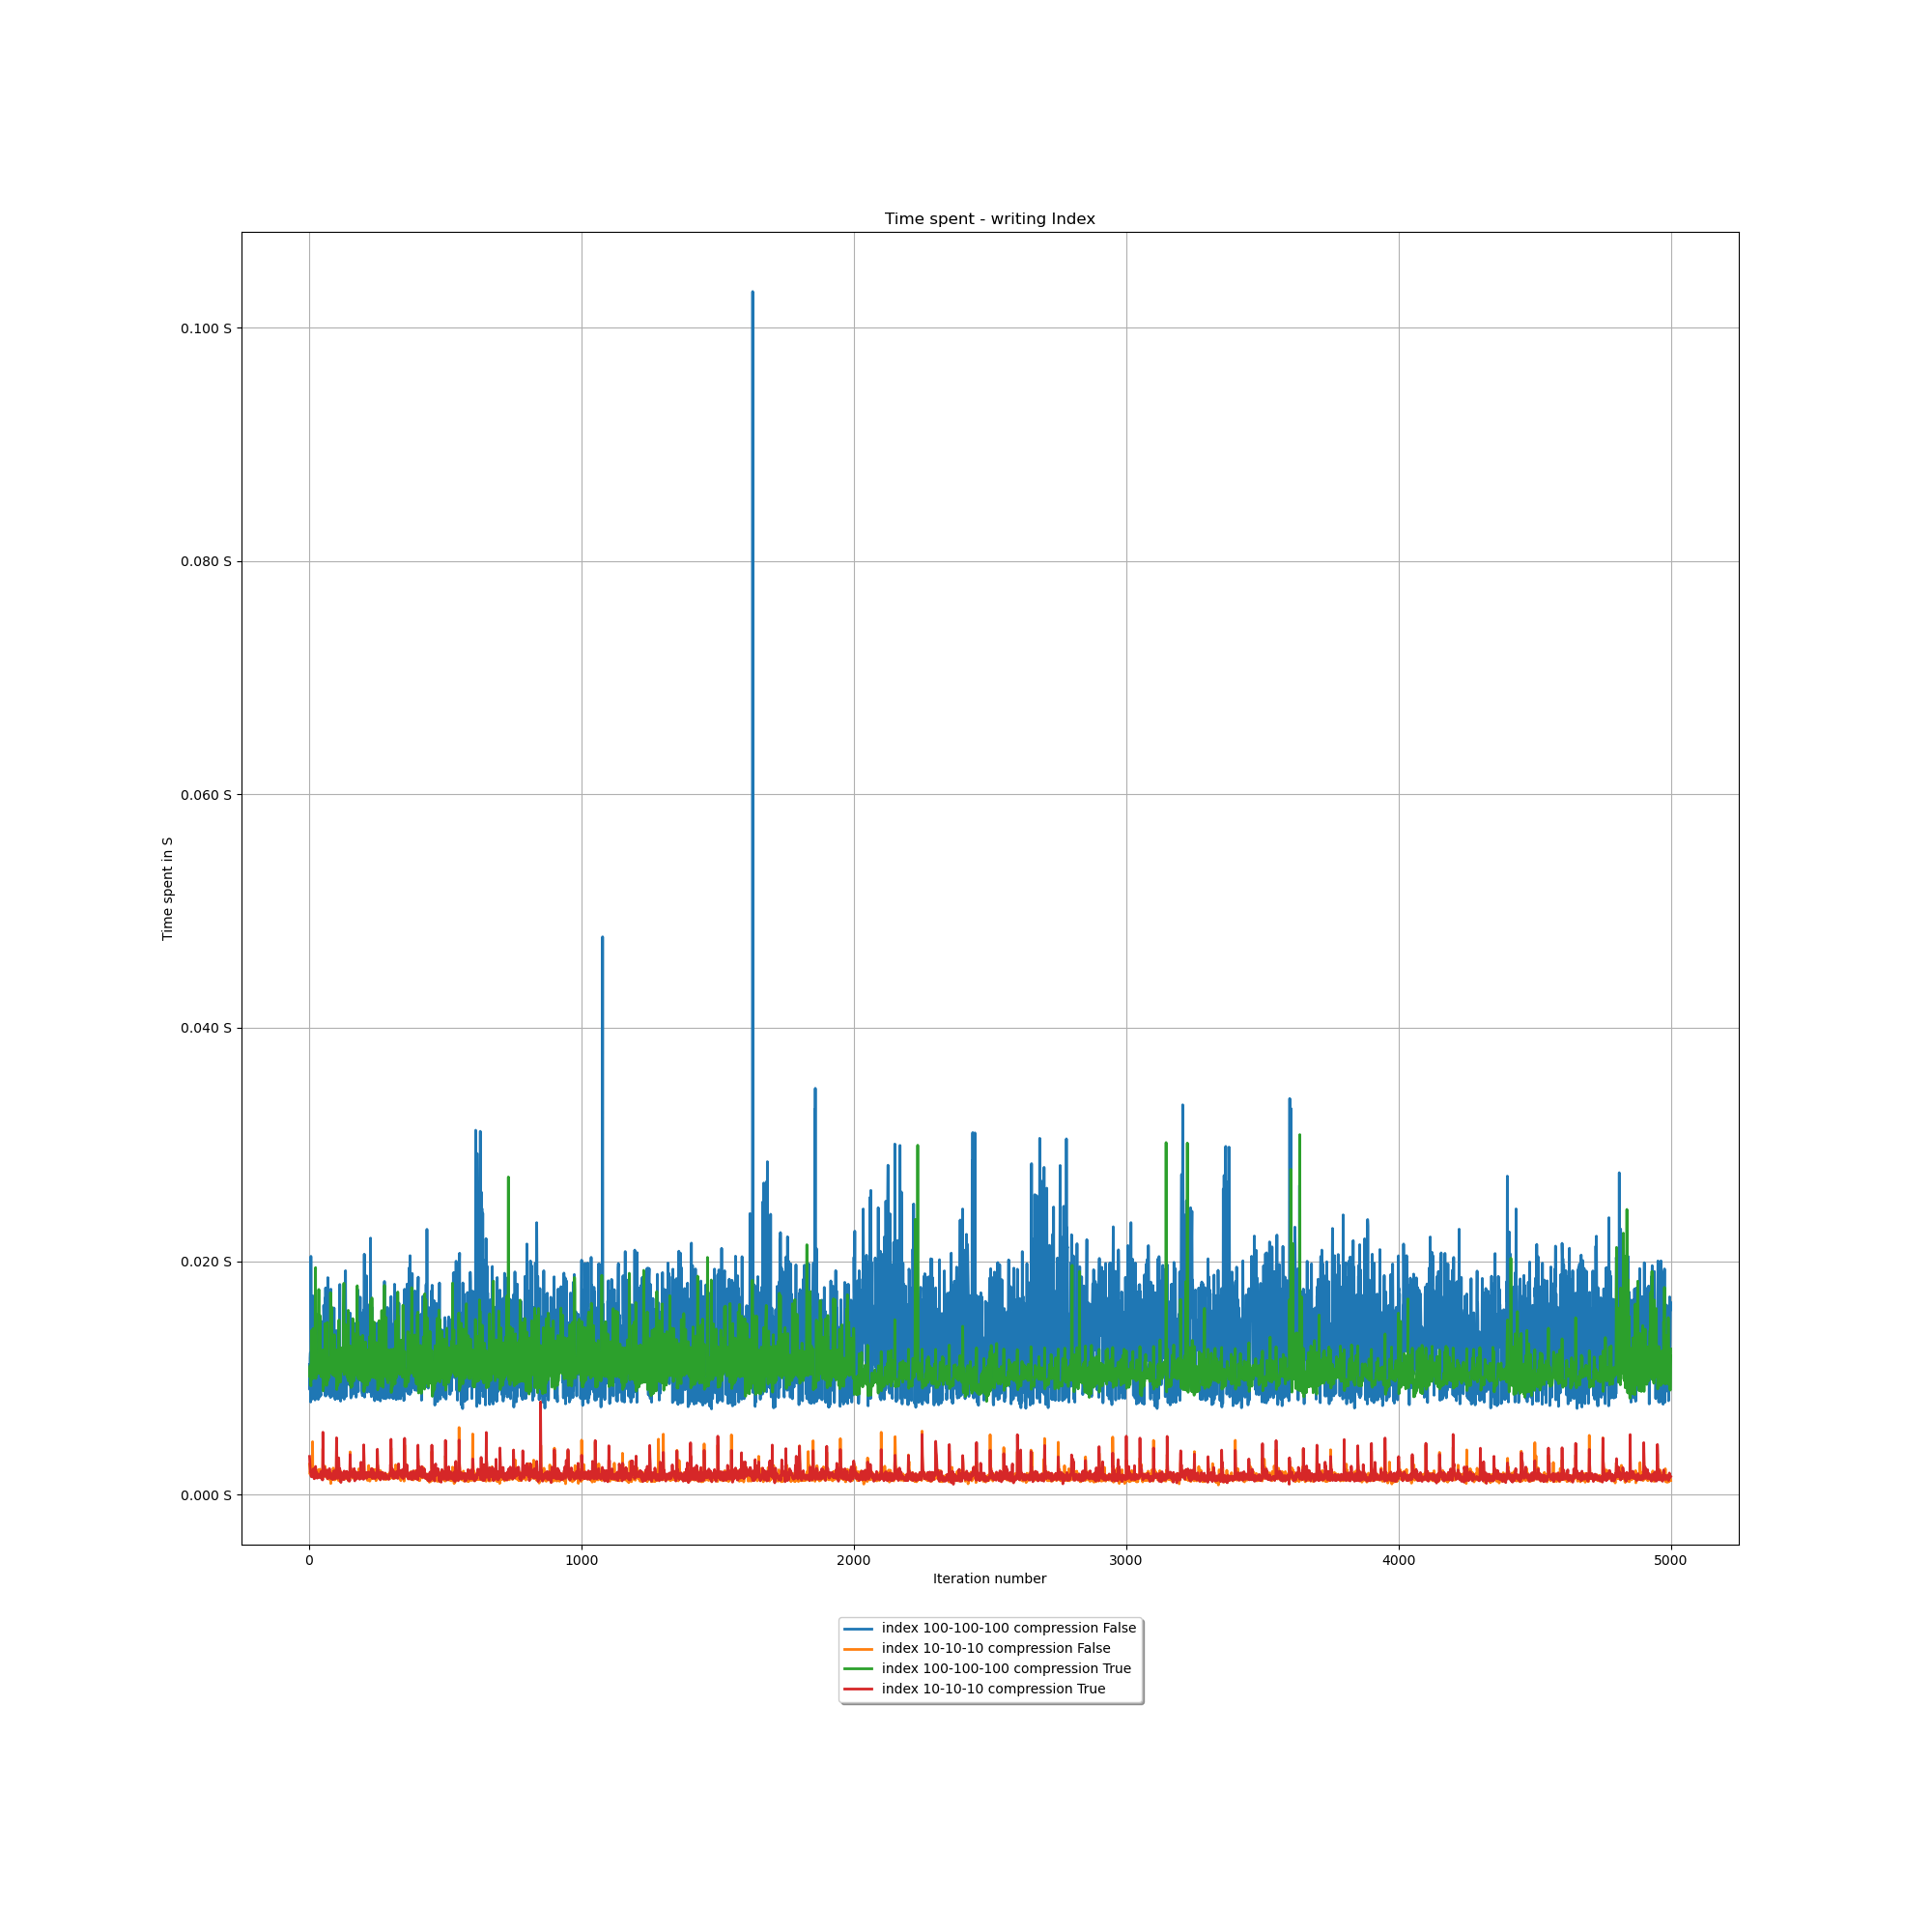 Time spent - writing Index
0.100 S
0.080 S
0.060 S
0.040 S
0.020 S
0.000 S
Time spent in S
0 1000 2000 3000 4000 5000
Iteration number
index 100-100-100 compression False
index 10-10-10 compression False
index 100-100-100 compression True
index 10-10-10 compression True